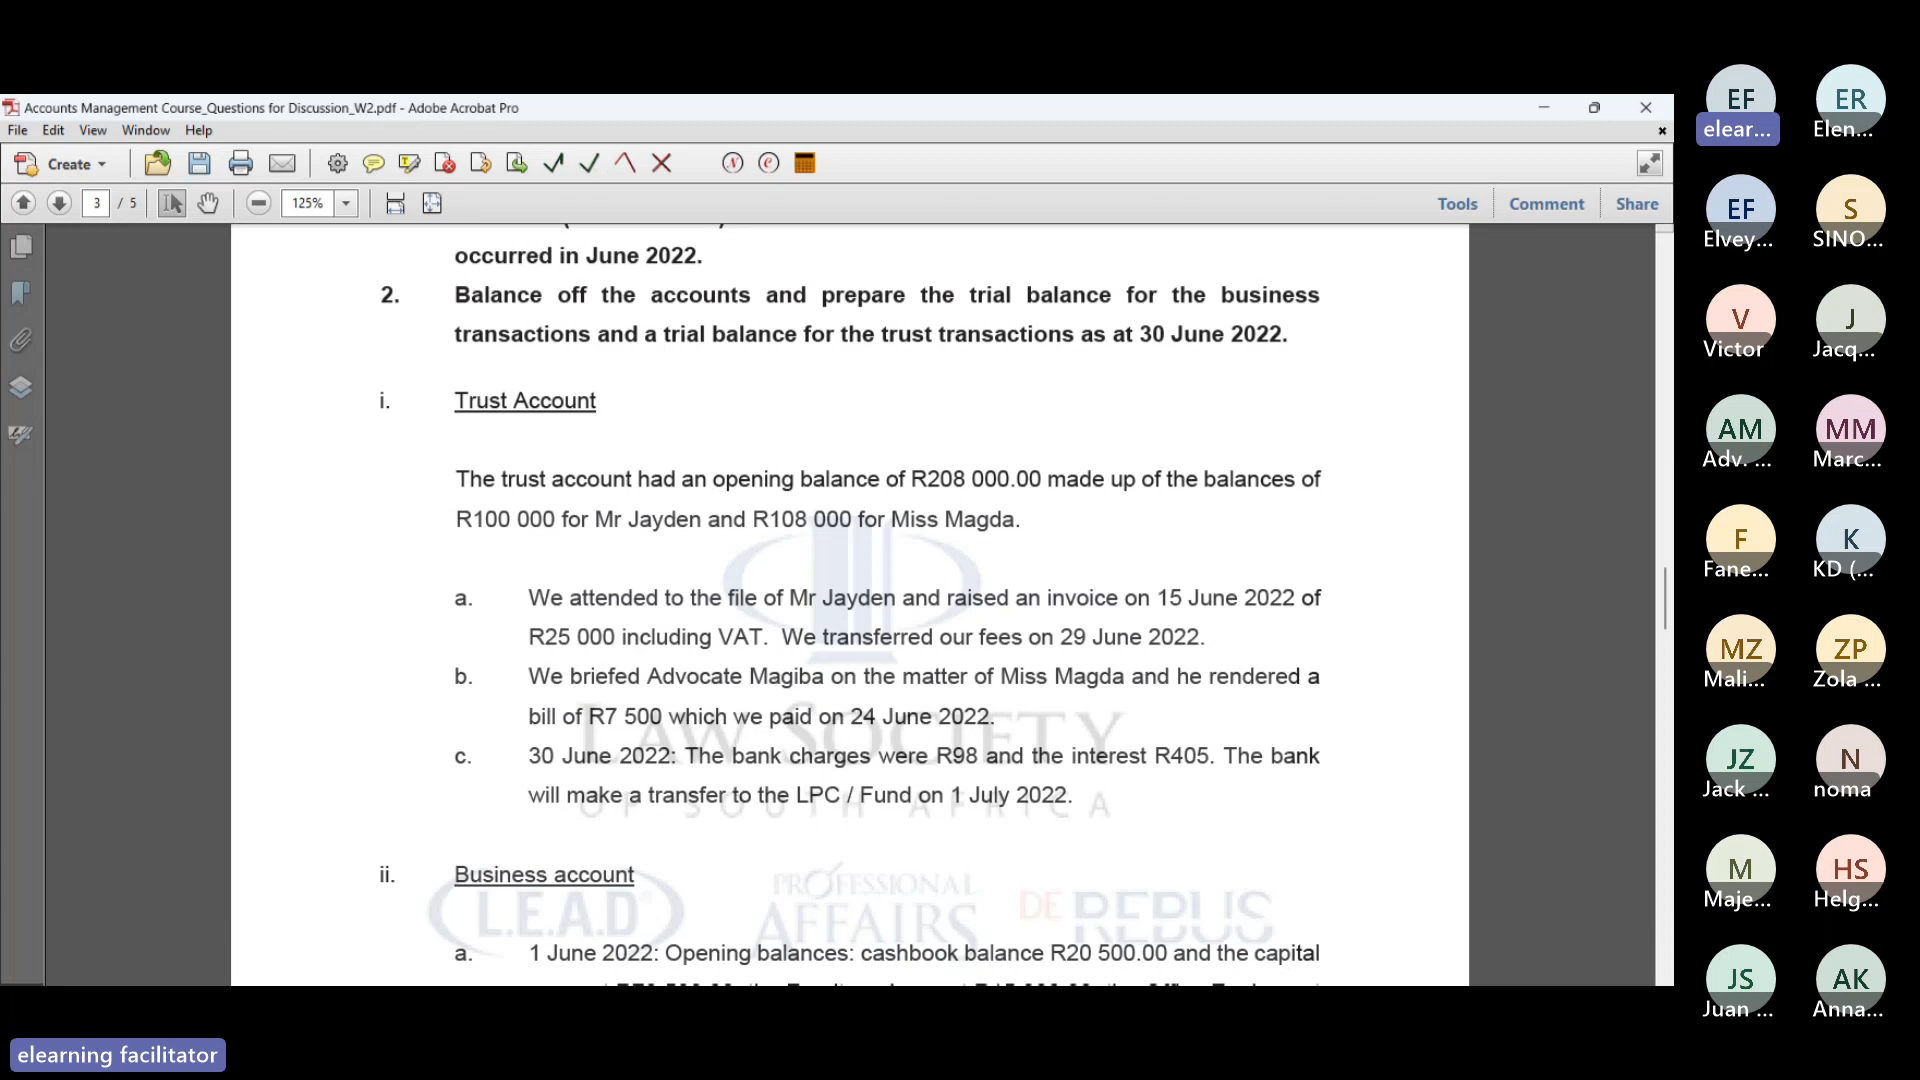 Accounts Management Course_Questions for Discussion_W2.pdf - Adobe Acrobat Pro
File Edit View Window Help
Create
3 / 5 125% Tools Comment Share
occurred in June 2022.
2. Balance off the accounts and prepare the trial balance for the business
transactions and a trial balance for the trust transactions as at 30 June 2022.
i. Trust Account
The trust account had an opening balance of R208 000.00 made up of the balances of
R100 000 for Mr Jayden and R108 000 for Miss Magda.
a. We attended to the file of Mr Jayden and raised an invoice on 15 June 2022 of
R25 000 including VAT. We transferred our fees on 29 June 2022.
b. We briefed Advocate Magiba on the matter of Miss Magda and he rendered a
bill of R7 500 which we paid on 24 June 2022.
c. 30 June 2022: The bank charges were R98 and the interest R405. The bank
will make a transfer to the LPC / Fund on 1 July 2022.
LAW SOCIETY
OF SOUTH AFRICA
ii. Business account
L.E.A.D
PROFESSIONAL
AFFAIRS
DE REBUS
a. 1 June 2022: Opening balances: cashbook balance R20 500.00 and the capital
elearning facilitator
EF ER
elear... Elen...
EF S
Elvey... SINO...
V J
Victor Jacq...
AM MM
Adv. ... Marc...
F K
Fane... KD (...
MZ ZP
Mali... Zola ...
JZ N
Jack ... noma
M HS
Maje... Helg...
JS AK
Juan ... Anna...